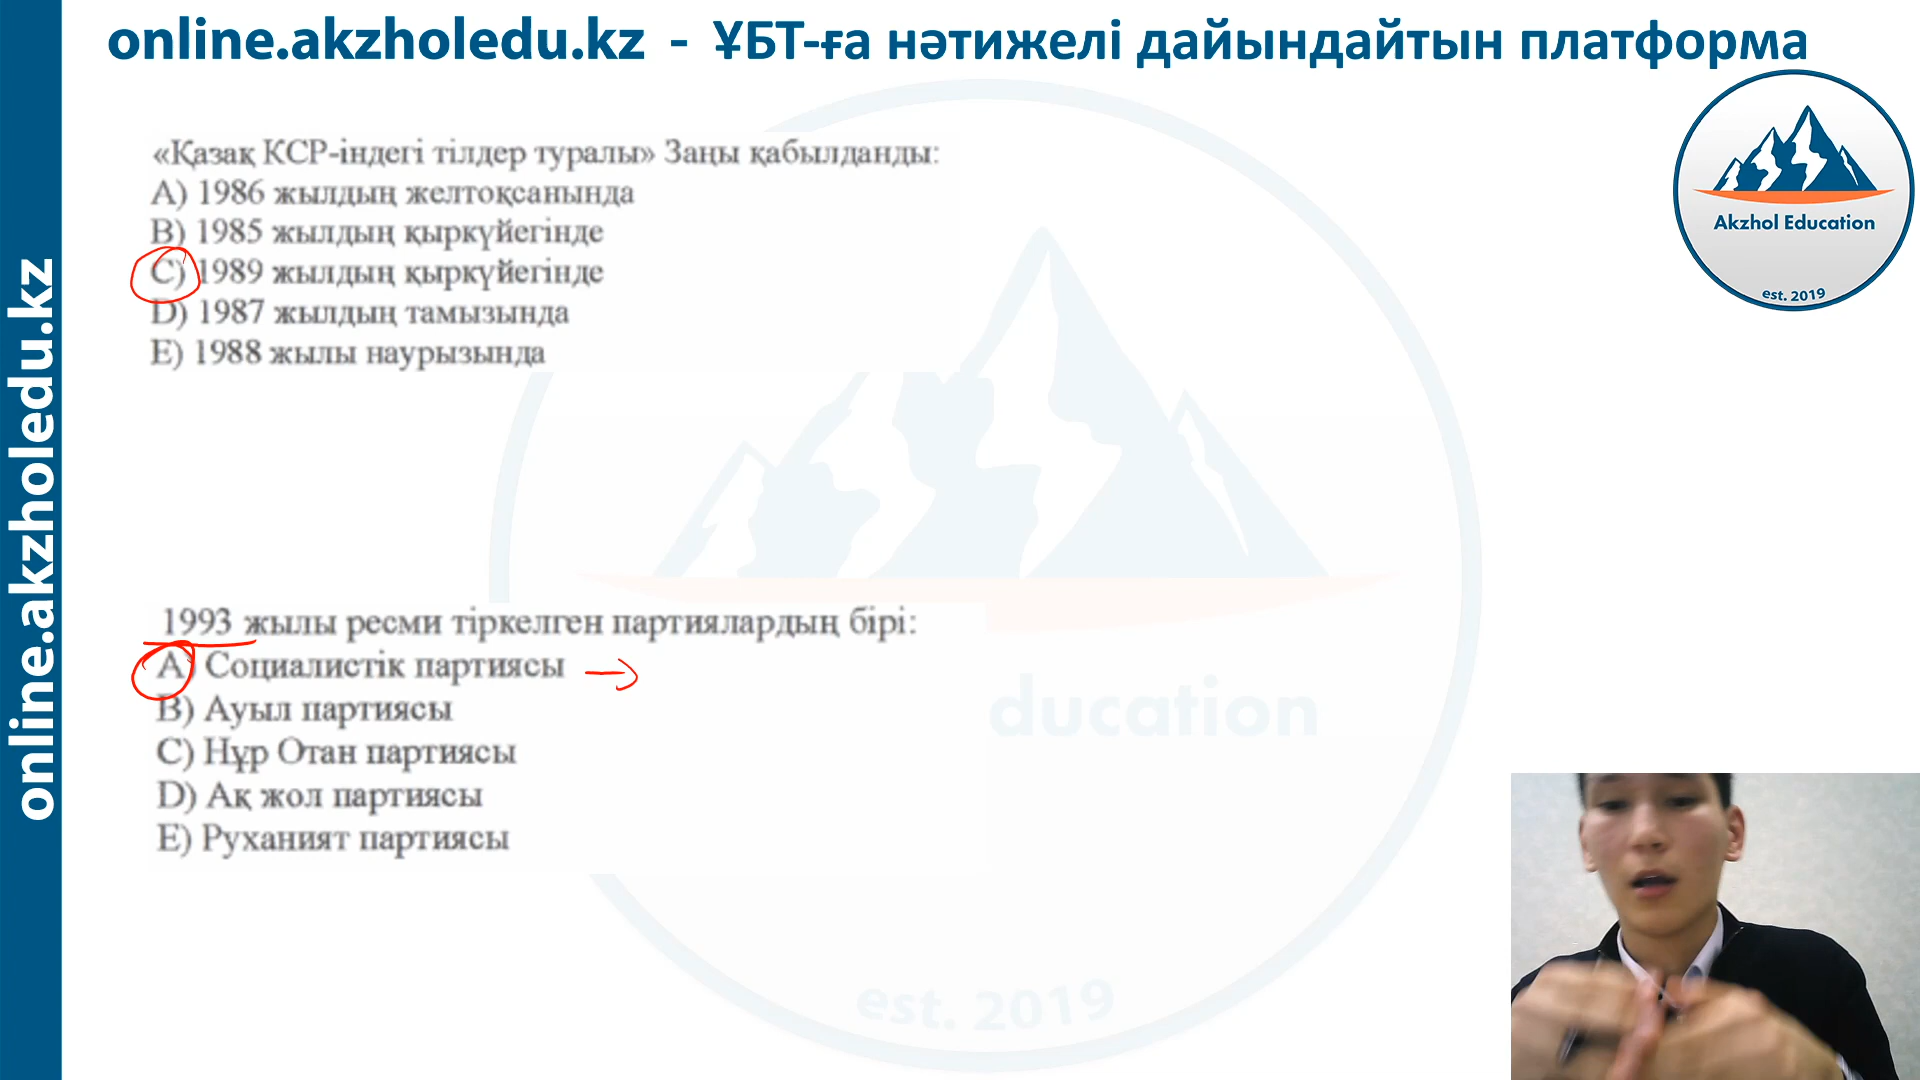 online.akzholedu.kz - ҰБТ-ға нәтижелі дайындайтын платформа
online.akzholedu.kz
Akzhol Education
est. 2019
«Қазақ КСР-індегі тілдер туралы» Заңы қабылданды:
A) 1986 жылдың желтоқсанында
B) 1985 жылдың қыркүйегінде
C) 1989 жылдың қыркүйегінде
D) 1987 жылдың тамызында
E) 1988 жылы наурызында
1993 жылы ресми тіркелген партиялардың бірі:
A) Социалистік партиясы
B) Ауыл партиясы
C) Нұр Отан партиясы
D) Ақ жол партиясы
E) Руханият партиясы
ducation
est. 2019